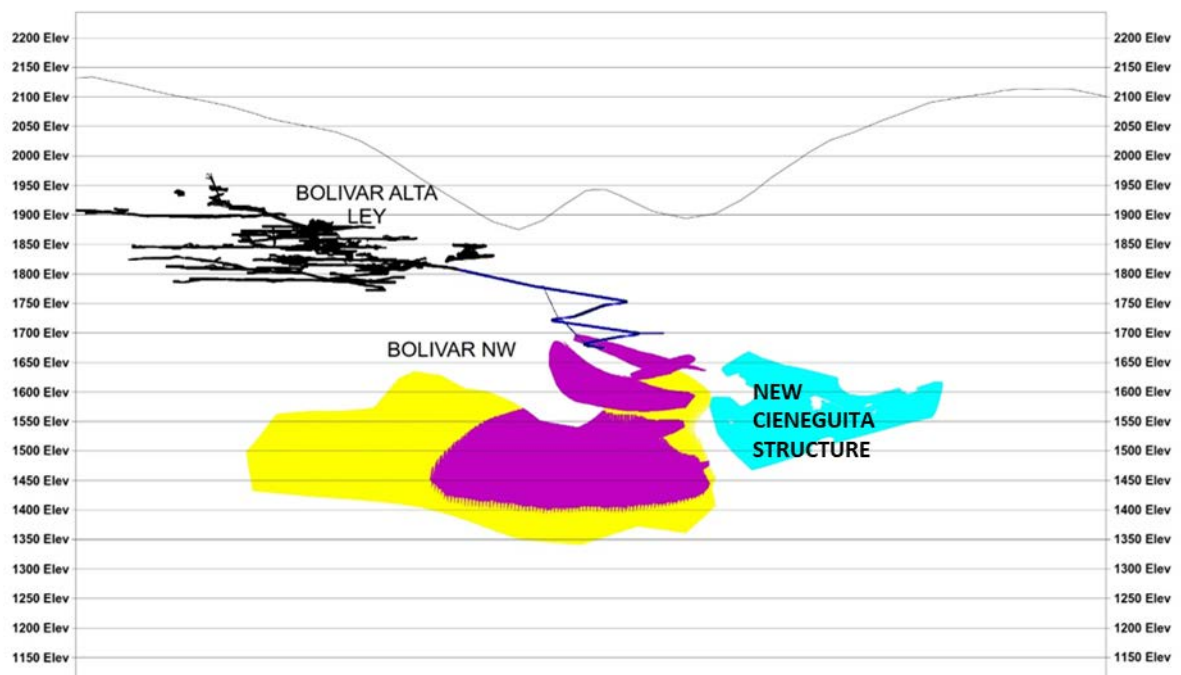 2200 Elev 2200 Elev
2150 Elev 2150 Elev
2100 Elev 2100 Elev
2050 Elev 2050 Elev
2000 Elev 2000 Elev
1950 Elev 1950 Elev
BOLIVAR ALTA
LEY
1900 Elev 1900 Elev
1850 Elev 1850 Elev
1800 Elev 1800 Elev
1750 Elev 1750 Elev
1700 Elev 1700 Elev
BOLIVAR NW
1650 Elev 1650 Elev
1600 Elev 1600 Elev
NEW
CIENEGUITA
STRUCTURE
1550 Elev 1550 Elev
1500 Elev 1500 Elev
1450 Elev 1450 Elev
1400 Elev 1400 Elev
1350 Elev 1350 Elev
1300 Elev 1300 Elev
1250 Elev 1250 Elev
1200 Elev 1200 Elev
1150 Elev 1150 Elev